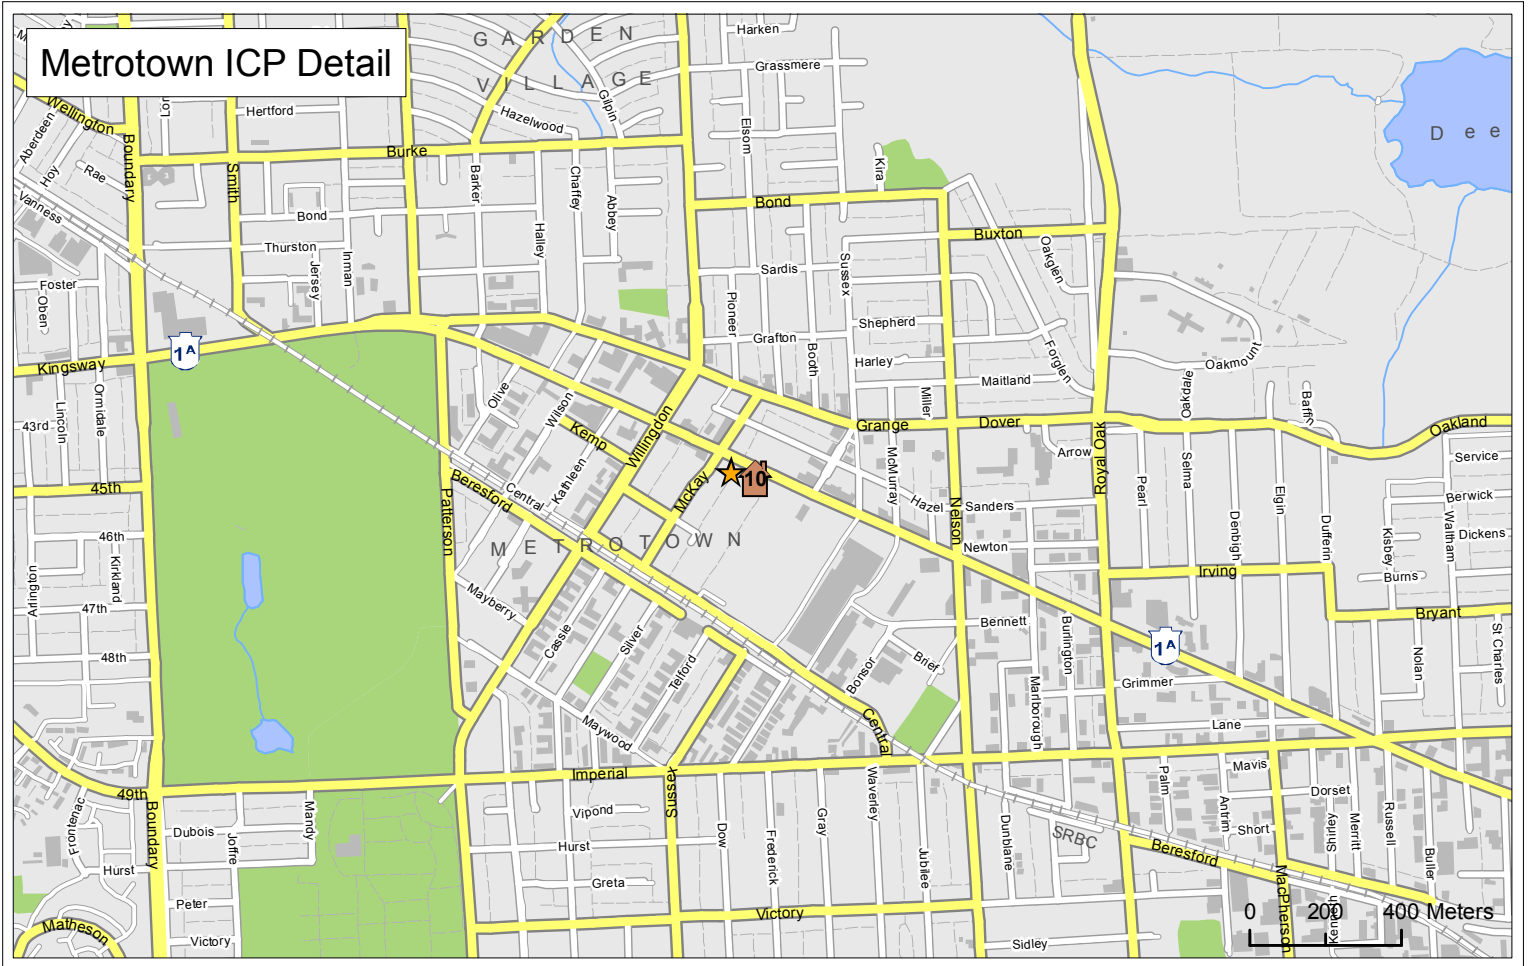 Metrotown ICP Detail
GARDEN
VILLAGE
Harken
Grassmere
Hertford
Wellington
Aberdeen
Hoy
Rae
Vanness
Boundary
Smith
Burke
Hazelwood
Gilpin
Elsom
Kira
Dee
Barker
Chaffey
Abbey
Halley
Bond
Bond
Buxton
Thurston
Jersey
Inman
Sardis
Sussex
Oakglen
Foster
Oben
Pioneer
Grafton
Booth
Shepherd
Harley
Forglen
Oakmount
Kingsway
1A
Lincoln
Ormidale
Olive
Wilson
Maitland
Miller
Oakdale
Baffin
43rd
Kemp
Willingdon
Grange
Dover
Royal Oak
Oakland
Arrow
Service
45th
Patterson
Beresford
Central
Kathleen
McKay
10
McMurray
Hazel
Nelson
Sanders
Pearl
Selma
Elgin
Berwick
Waltham
Denbigh
Dufferin
Kisbey
Dickens
46th
METROTOWN
Newton
Irving
Burns
Arlington
Kirkland
47th
Mayberry
Bryant
Bennett
Burlington
1A
St Charles
48th
Cassie
Silver
Telford
Bonsor
Brief
Nolan
Marlborough
Grimmer
Maywood
Central
Lane
49th
Imperial
Sussex
Waverley
Palm
Mavis
Boundary
Frontenac
Dubois
Joffre
Mandy
Vipond
Dow
Frederick
Gray
Dunblane
SRBC
Antrim
Short
Dorset
Shirley
Merritt
Russell
Buller
Hurst
Hurst
Jubilee
Beresford
MacPherson
Greta
Peter
Victory
Matheson
Victory
Sidley
Kenneth
0 200 400 Meters